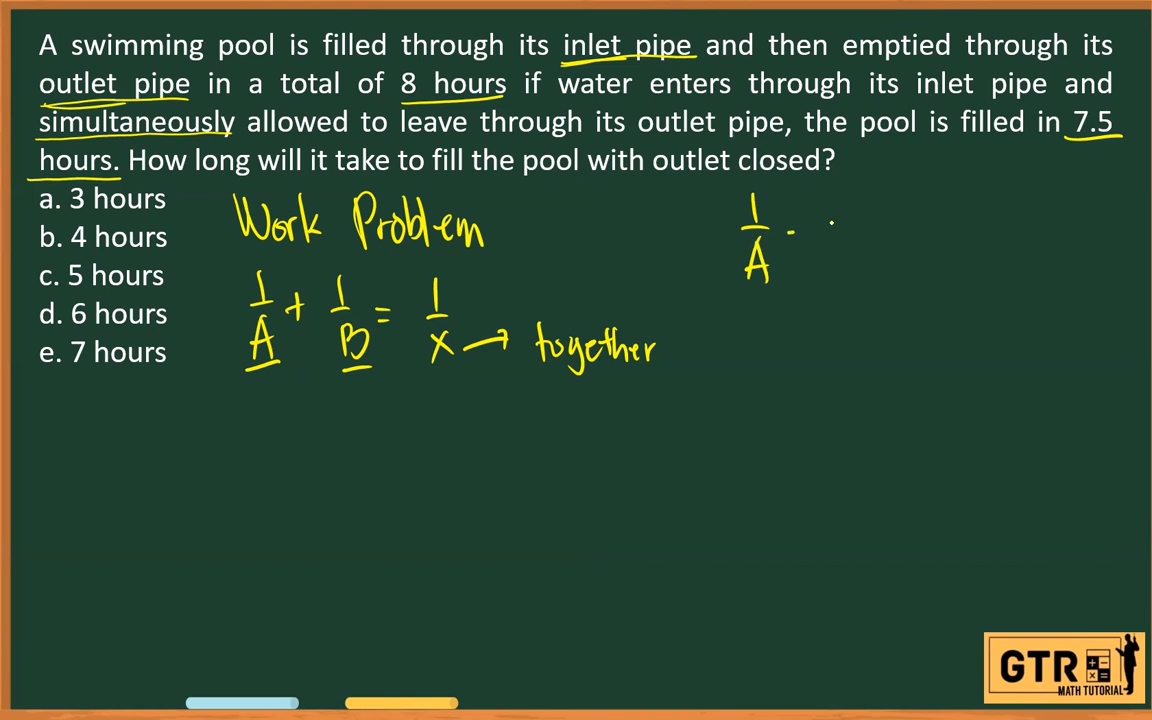 A swimming pool is filled through its inlet pipe and then emptied through its
outlet pipe in a total of 8 hours if water enters through its inlet pipe and
simultaneously allowed to leave through its outlet pipe, the pool is filled in 7.5
hours. How long will it take to fill the pool with outlet closed?
a. 3 hours
b. 4 hours
c. 5 hours
d. 6 hours
e. 7 hours
Work Problem
1/A + 1/B = 1/x → together
1/A -
GTR
MATH TUTORIAL